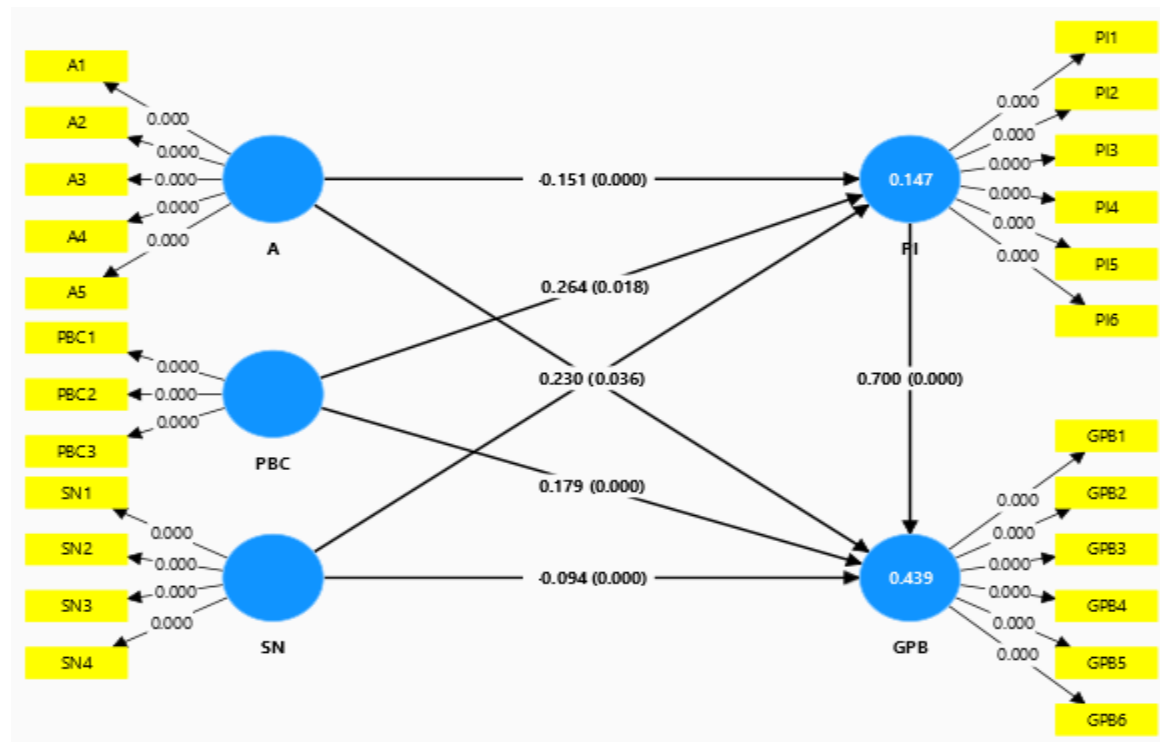 A1
A2
A3
A4
A5
0.000
0.000
0.000
0.000
0.000
A
PBC1
PBC2
PBC3
0.000
0.000
0.000
PBC
SN1
SN2
SN3
SN4
0.000
0.000
0.000
0.000
SN
-0.151 (0.000)
0.264 (0.018)
0.230 (0.036)
0.179 (0.000)
-0.094 (0.000)
0.700 (0.000)
0.147
PI
0.000
0.000
0.000
0.000
0.000
0.000
PI1
PI2
PI3
PI4
PI5
PI6
0.439
GPB
0.000
0.000
0.000
0.000
0.000
0.000
GPB1
GPB2
GPB3
GPB4
GPB5
GPB6